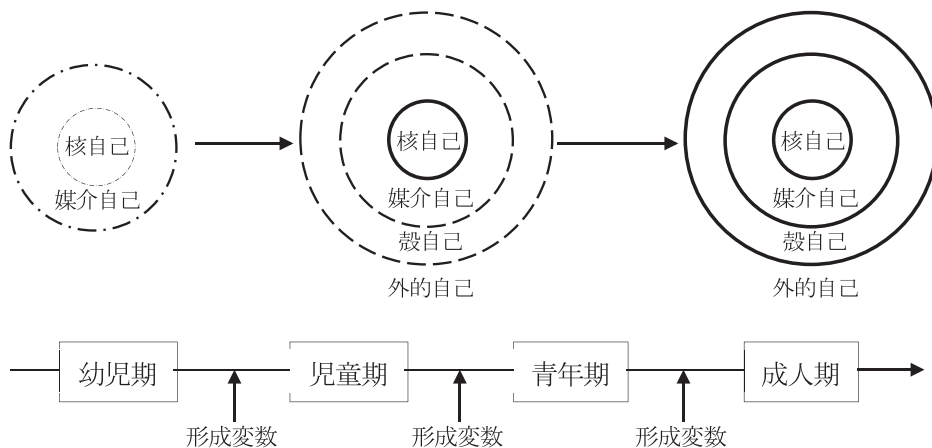 核自己
媒介自己
核自己
媒介自己
殻自己
外的自己
核自己
媒介自己
殻自己
外的自己
幼児期
児童期
青年期
成人期
形成変数
形成変数
形成変数